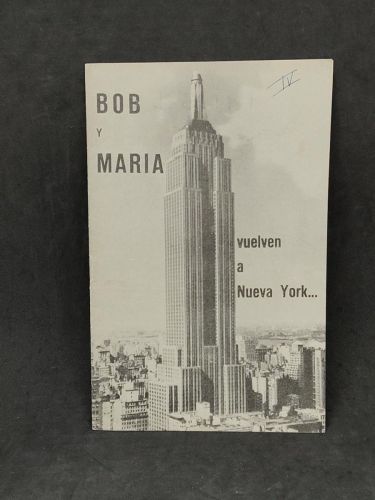 IV
BOB
Y
MARIA
vuelven
a
Nueva York...